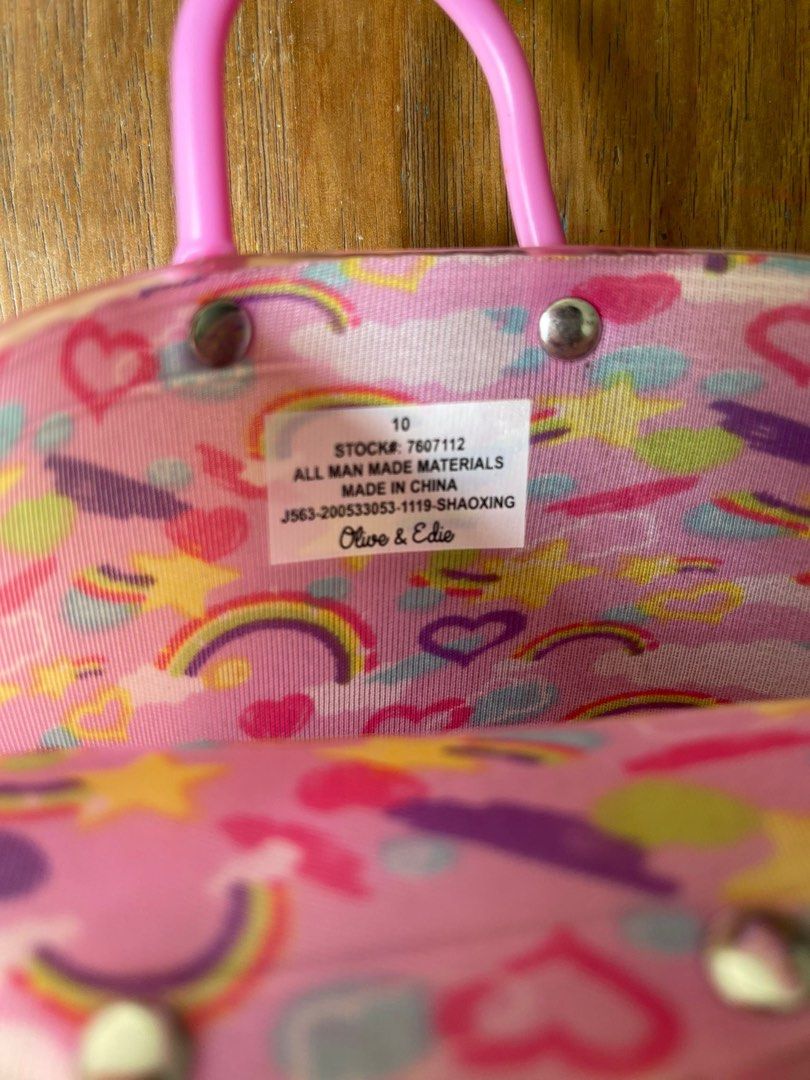 10
STOCK#: 7607112
ALL MAN MADE MATERIALS
MADE IN CHINA
J563-200533053-1119-SHAOXING
Olive & Edie